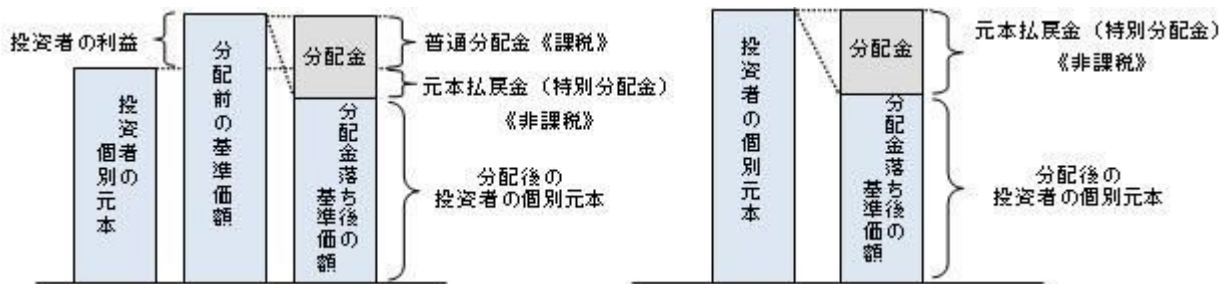 投資者の利益
投資者の
個別元本
分配前の基準価額
分配金
分配金落ち後の
基準価額
普通分配金《課税》
元本払戻金（特別分配金）
《非課税》
分配後の
投資者の個別元本
投資者の個別元本
分配金
分配金落ち後の
基準価額
元本払戻金（特別分配金）
《非課税》
分配後の
投資者の個別元本